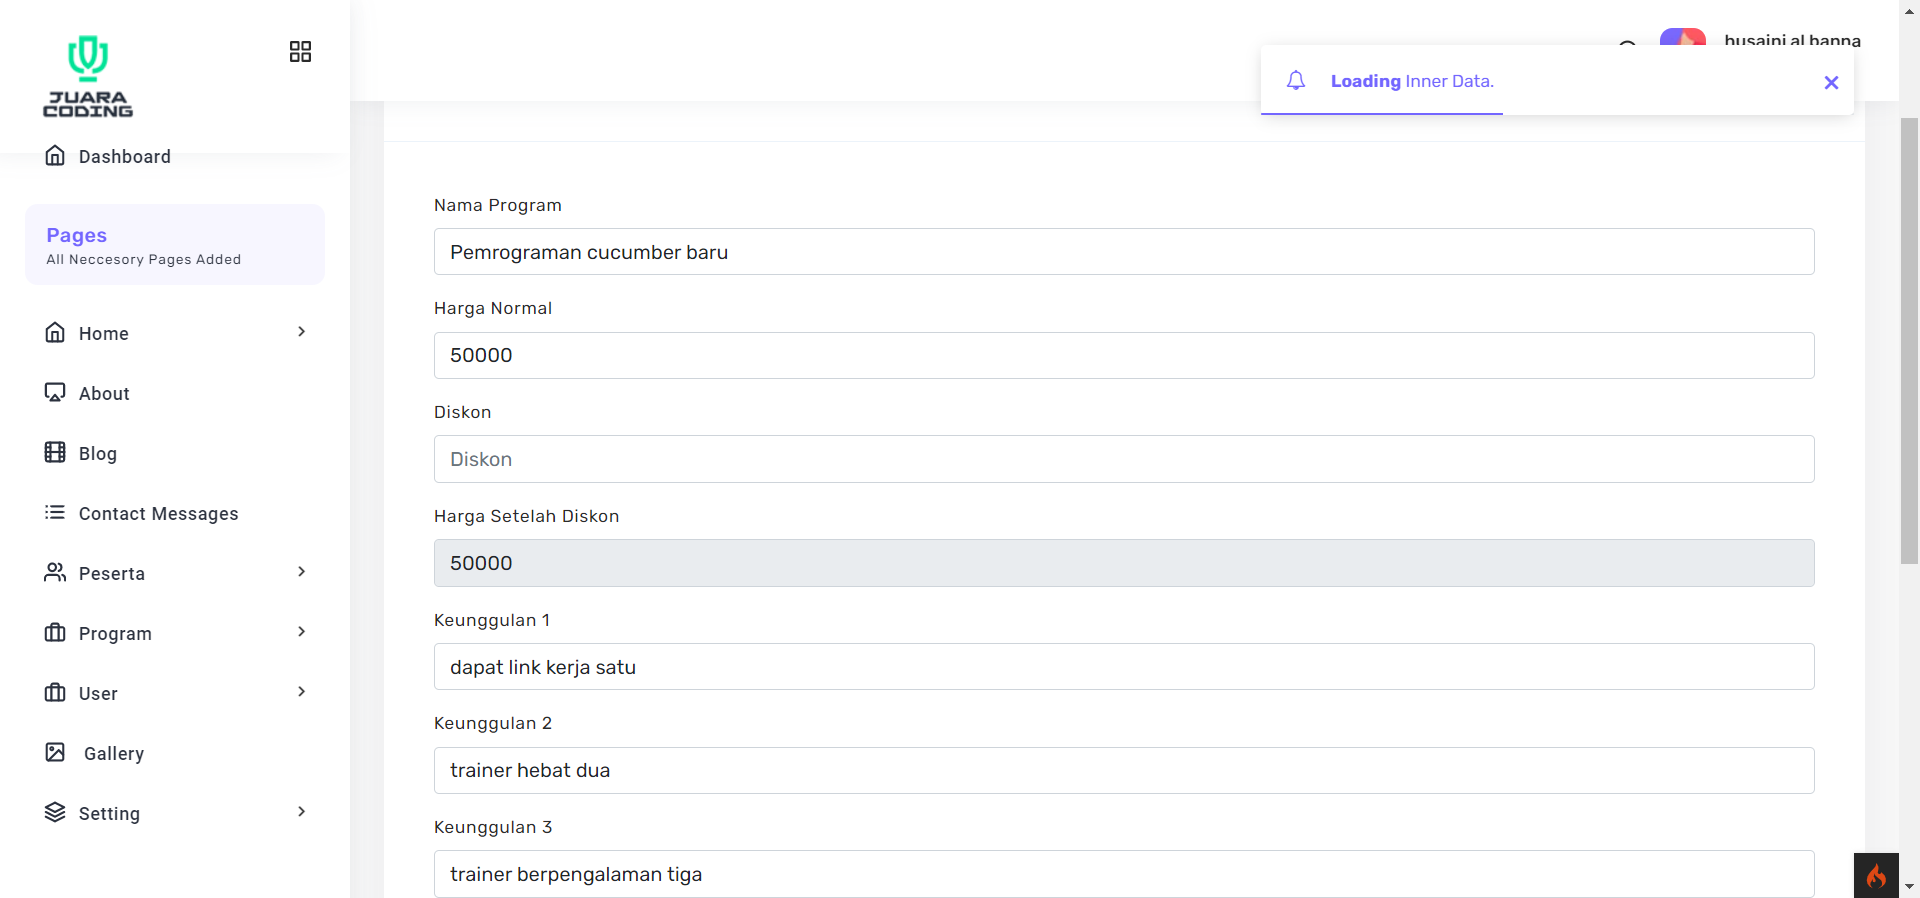 JUARA
CODING
Dashboard
Pages
All Neccesory Pages Added
Home
About
Blog
Contact Messages
Peserta
Program
User
Gallery
Setting
husaini al banna
Loading Inner Data.
Nama Program
Pemrograman cucumber baru
Harga Normal
50000
Diskon
Diskon
Harga Setelah Diskon
50000
Keunggulan 1
dapat link kerja satu
Keunggulan 2
trainer hebat dua
Keunggulan 3
trainer berpengalaman tiga